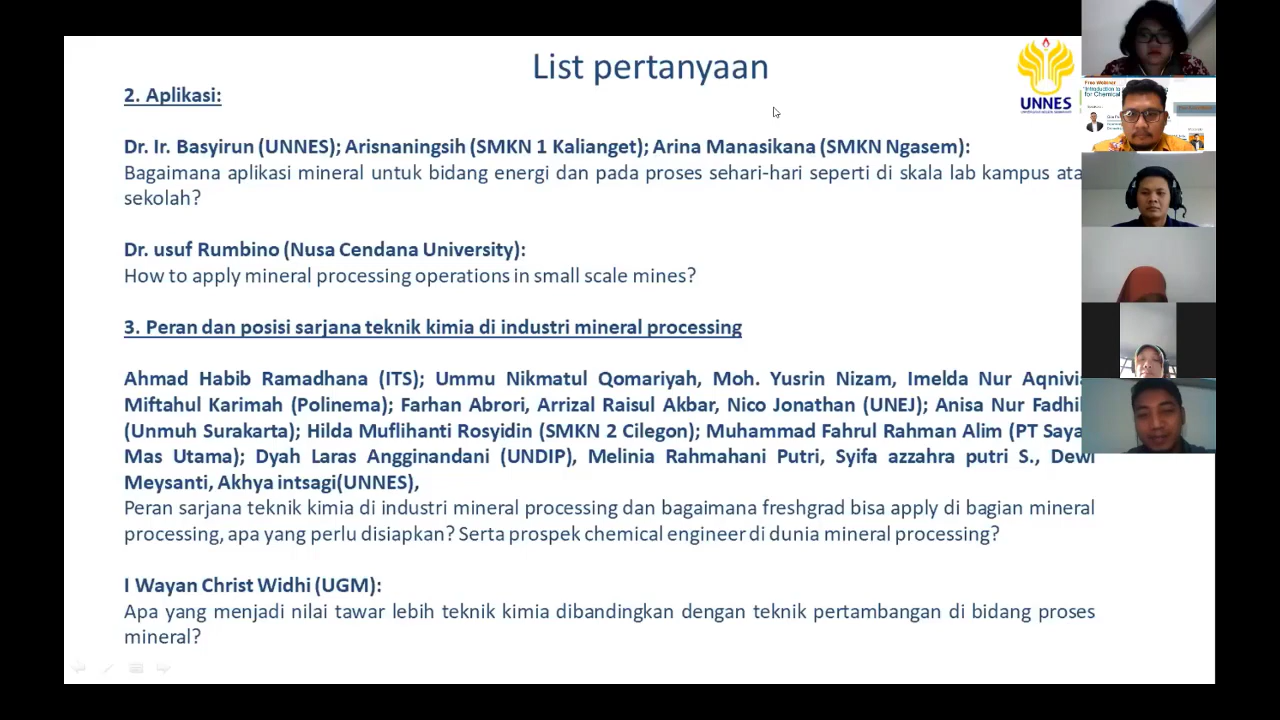 List pertanyaan
UNNES
2. Aplikasi:
Dr. Ir. Basyirun (UNNES); Arisnaningsih (SMKN 1 Kalianget); Arina Manasikana (SMKN Ngasem):
Bagaimana aplikasi mineral untuk bidang energi dan pada proses sehari-hari seperti di skala lab kampus ata
sekolah?
Dr. usuf Rumbino (Nusa Cendana University):
How to apply mineral processing operations in small scale mines?
3. Peran dan posisi sarjana teknik kimia di industri mineral processing
Ahmad Habib Ramadhana (ITS); Ummu Nikmatul Qomariyah, Moh. Yusrin Nizam, Imelda Nur Aqnivia
Miftahul Karimah (Polinema); Farhan Abrori, Arrizal Raisul Akbar, Nico Jonathan (UNEJ); Anisa Nur Fadhil
(Unmuh Surakarta); Hilda Muflihanti Rosyidin (SMKN 2 Cilegon); Muhammad Fahrul Rahman Alim (PT Saya
Mas Utama); Dyah Laras Angginandani (UNDIP), Melinia Rahmahani Putri, Syifa azzahra putri S., Dewi
Meysanti, Akhya intsagi(UNNES),
Peran sarjana teknik kimia di industri mineral processing dan bagaimana freshgrad bisa apply di bagian mineral
processing, apa yang perlu disiapkan? Serta prospek chemical engineer di dunia mineral processing?
I Wayan Christ Widhi (UGM):
Apa yang menjadi nilai tawar lebih teknik kimia dibandingkan dengan teknik pertambangan di bidang proses
mineral?
Free Webinar
"Introduction to
for Chemical